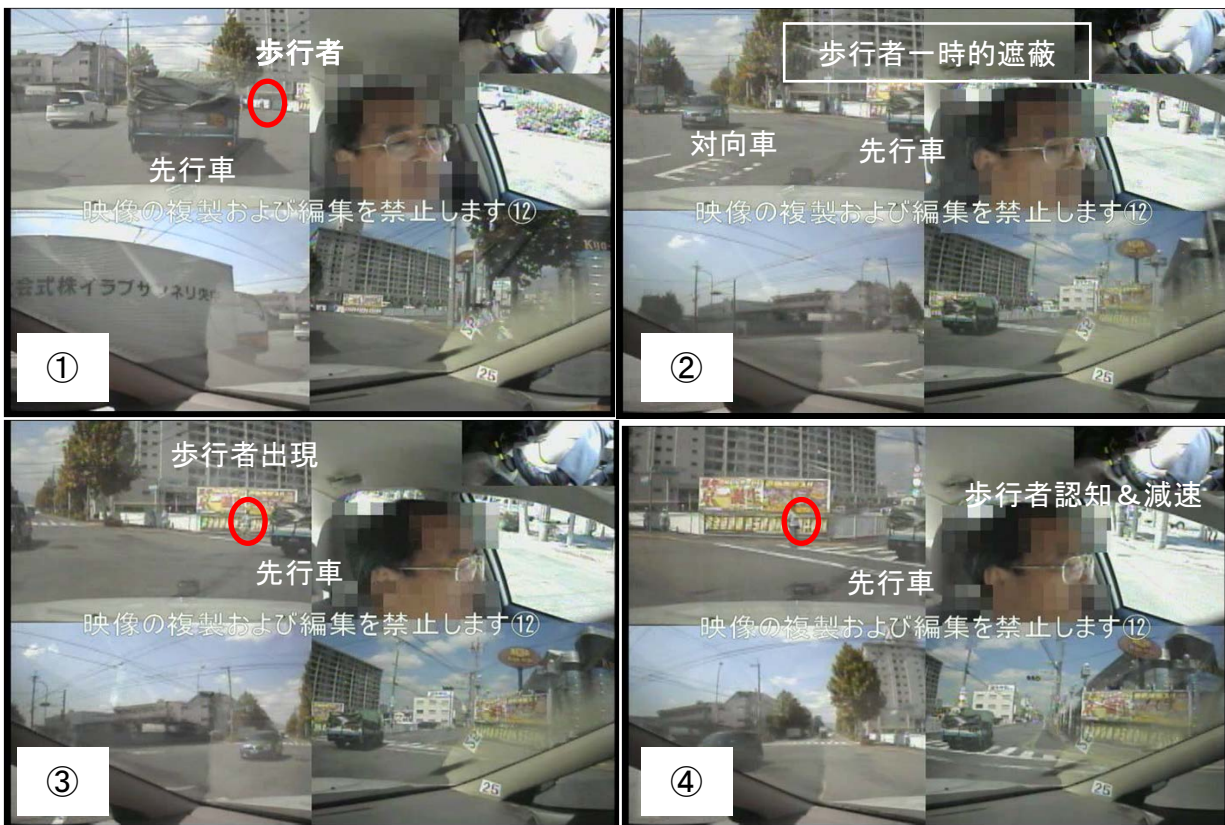 歩行者
先行車
映像の複製および編集を禁止します⑫
会式株イラブサ
Kyo
25
①
歩行者一時的遮蔽
対向車
先行車
映像の複製および編集を禁止します⑫
25
②
歩行者出現
先行車
映像の複製および編集を禁止します⑫
25
③
歩行者認知&減速
先行車
映像の複製および編集を禁止します⑫
25
④